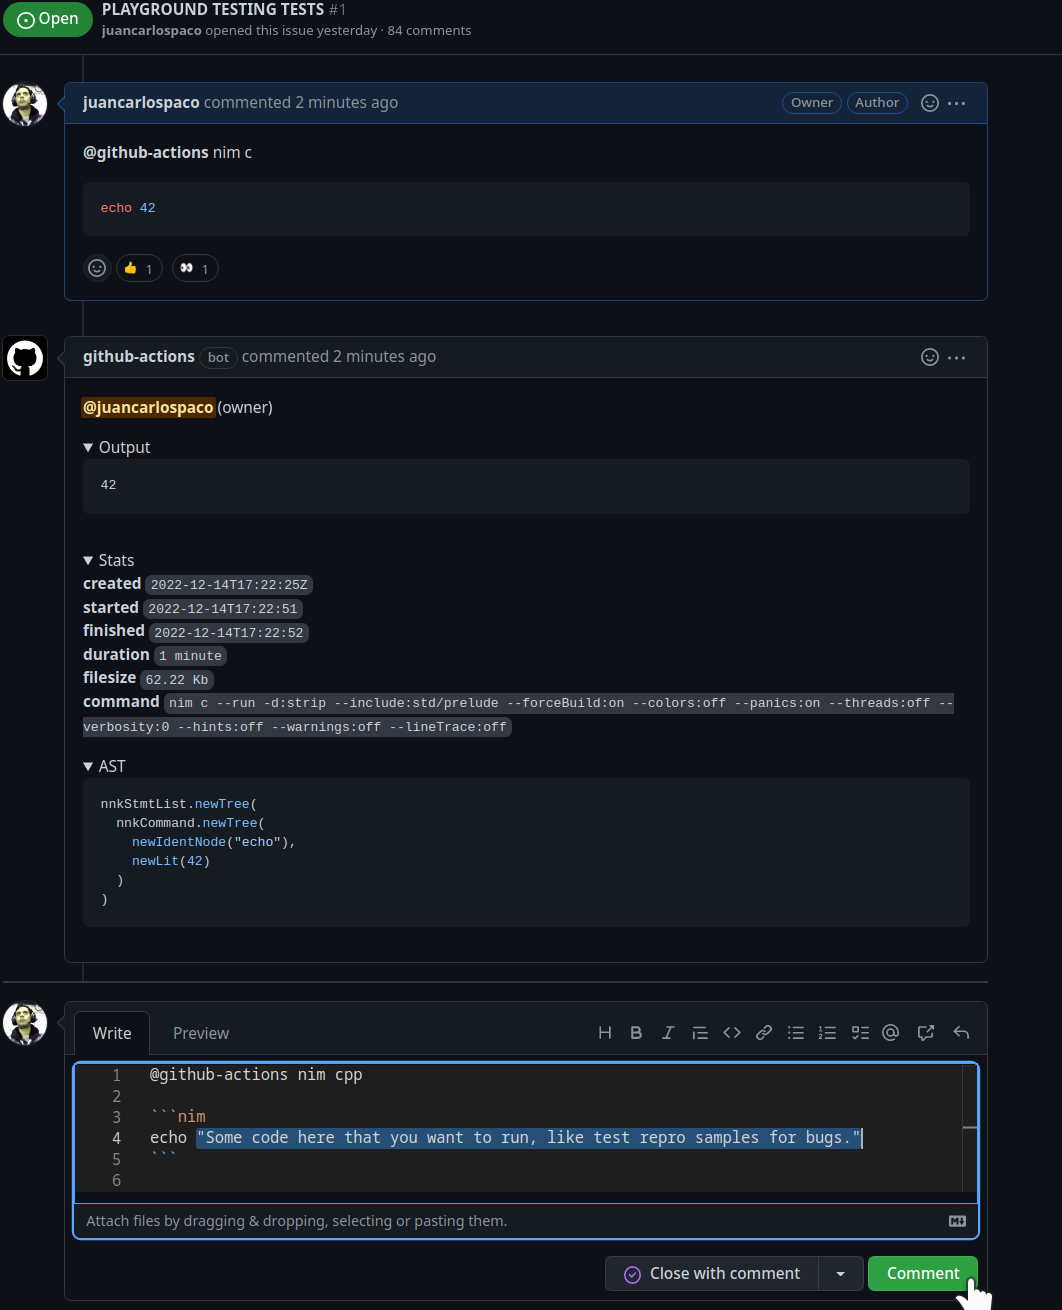 Open
PLAYGROUND TESTING TESTS #1
juancarlospaco opened this issue yesterday · 84 comments
juancarlospaco commented 2 minutes ago
Owner
Author
@github-actions nim c
echo 42
👍 1
👀 1
github-actions bot commented 2 minutes ago
@juancarlospaco (owner)
▼ Output
42
▼ Stats
created 2022-12-14T17:22:25Z
started 2022-12-14T17:22:51
finished 2022-12-14T17:22:52
duration 1 minute
filesize 62.22 Kb
command nim c --run -d:strip --include:std/prelude --forceBuild:on --colors:off --panics:on --threads:off --
verbosity:0 --hints:off --warnings:off --lineTrace:off
▼ AST
nnkStmtList.newTree(
  nnkCommand.newTree(
    newIdentNode("echo"),
    newLit(42)
  )
)
Write
Preview
1 @github-actions nim cpp
2
3 ```nim
4 echo "Some code here that you want to run, like test repro samples for bugs."
5 ```
6
Attach files by dragging & dropping, selecting or pasting them.
Close with comment
Comment